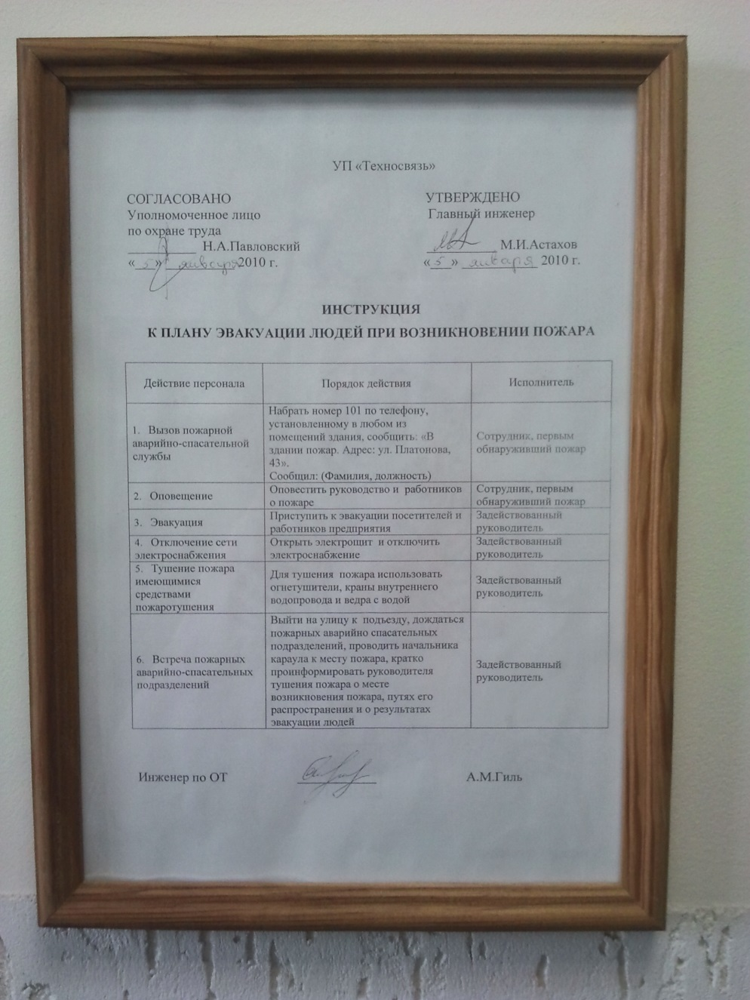 УП «Техносвязь»
СОГЛАСОВАНО
Уполномоченное лицо
по охране труда
Н.А.Павловский
« 5 » января 2010 г.
УТВЕРЖДЕНО
Главный инженер
М.И.Астахов
« 5 » января 2010 г.
ИНСТРУКЦИЯ
К ПЛАНУ ЭВАКУАЦИИ ЛЮДЕЙ ПРИ ВОЗНИКНОВЕНИИ ПОЖАРА
Действие персонала
Порядок действия
Исполнитель
1. Вызов пожарной
аварийно-спасательной
службы
Набрать номер 101 по телефону,
установленному в любом из
помещений здания, сообщить: «В
здании пожар. Адрес: ул. Платонова,
43».
Сообщил: (Фамилия, должность)
Сотрудник, первым
обнаруживший пожар
2. Оповещение
Оповестить руководство и работников
о пожаре
Сотрудник, первым
обнаруживший пожар
3. Эвакуация
Приступить к эвакуации посетителей и
работников предприятия
Задействованный
руководитель
4. Отключение сети
электроснабжения
Открыть электрощит и отключить
электроснабжение
Задействованный
руководитель
5. Тушение пожара
имеющимися
средствами
пожаротушения
Для тушения пожара использовать
огнетушители, краны внутреннего
водопровода и ведра с водой
Задействованный
руководитель
6. Встреча пожарных
аварийно-спасательных
подразделений
Выйти на улицу к подъезду, дождаться
пожарных аварийно спасательных
подразделений, проводить начальника
караула к месту пожара, кратко
проинформировать руководителя
тушения пожара о месте
возникновения пожара, путях его
распространения и о результатах
эвакуации людей
Задействованный
руководитель
Инженер по ОТ
А.М.Гиль